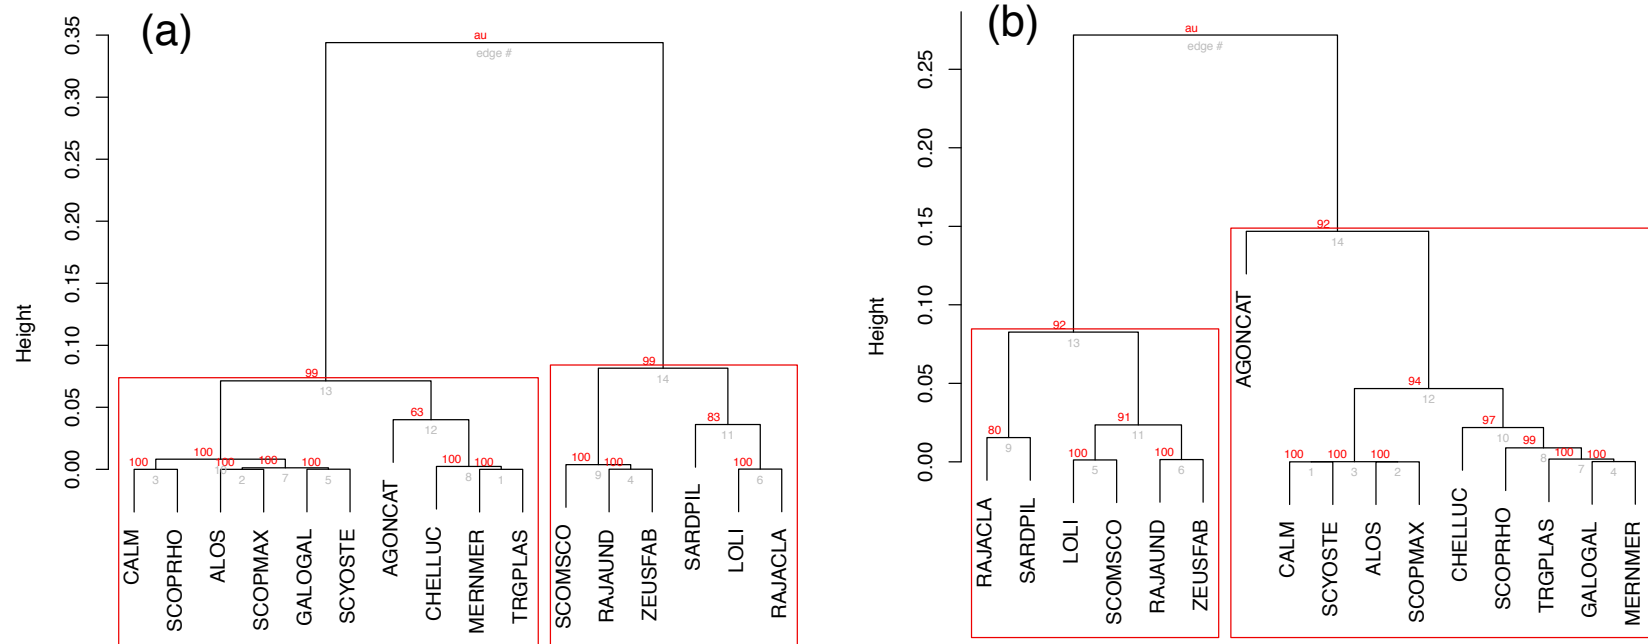 (a)
Height
0.00
0.05
0.10
0.15
0.20
0.25
0.30
0.35
au
edge #
99
13
99
14
63
12
83
11
100
3
100
10
100
2
100
7
100
5
100
8
100
1
100
9
100
4
100
6
CALM
SCOPRHO
ALOS
SCOPMAX
GALOGAL
SCYOSTE
AGONCAT
CHELLUC
MERNMER
TRGPLAS
SCOMSCO
RAJAUND
ZEUSFAB
SARDPIL
LOLI
RAJACLA
(b)
Height
0.00
0.05
0.10
0.15
0.20
0.25
au
edge #
92
14
92
13
94
12
91
11
97
10
80
9
99
8
100
5
100
6
100
1
100
3
100
2
100
7
100
4
RAJACLA
SARDPIL
LOLI
SCOMSCO
RAJAUND
ZEUSFAB
AGONCAT
CALM
SCYOSTE
ALOS
SCOPMAX
CHELLUC
SCOPRHO
TRGPLAS
GALOGAL
MERNMER